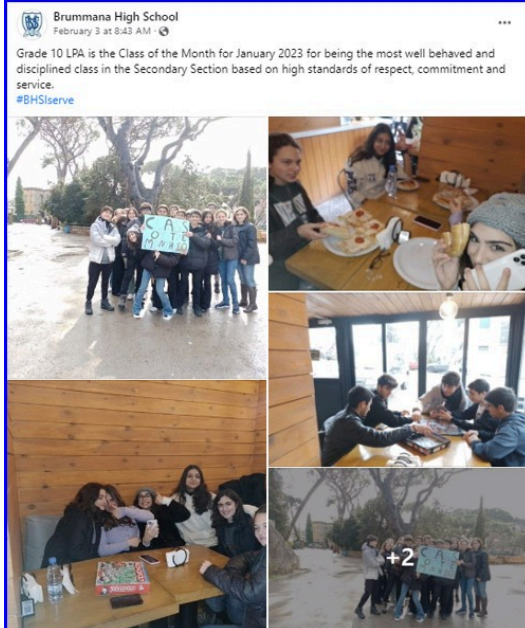 Brummana High School
February 3 at 8:43 AM ·
Grade 10 LPA is the Class of the Month for January 2023 for being the most well behaved and
disciplined class in the Secondary Section based on high standards of respect, commitment and
service.
#BHSIserve
+2